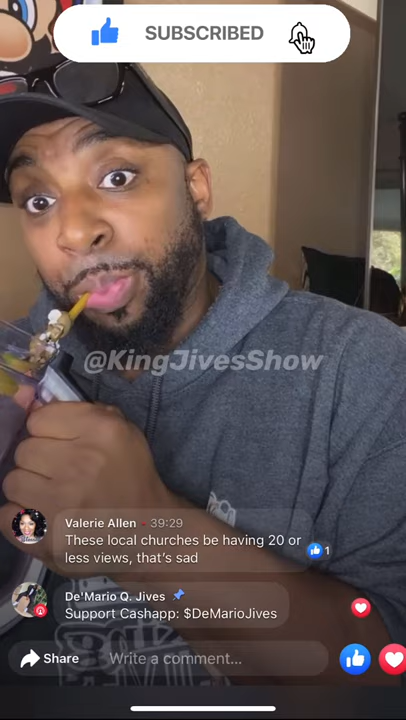 SUBSCRIBED
@KingJivesShow
Valerie Allen • 39:29
These local churches be having 20 or
less views, that's sad
1
De'Mario Q. Jives
Support Cashapp: $DeMarioJives
Share
Write a comment...